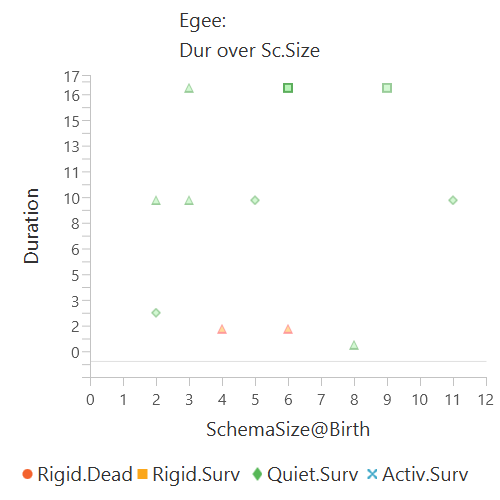 Egee:
Dur over Sc.Size
17
16
15
13
11
10
8
6
5
3
2
0
Duration
0 1 2 3 4 5 6 7 8 9 10 11 12
SchemaSize@Birth
Rigid.Dead Rigid.Surv Quiet.Surv Activ.Surv